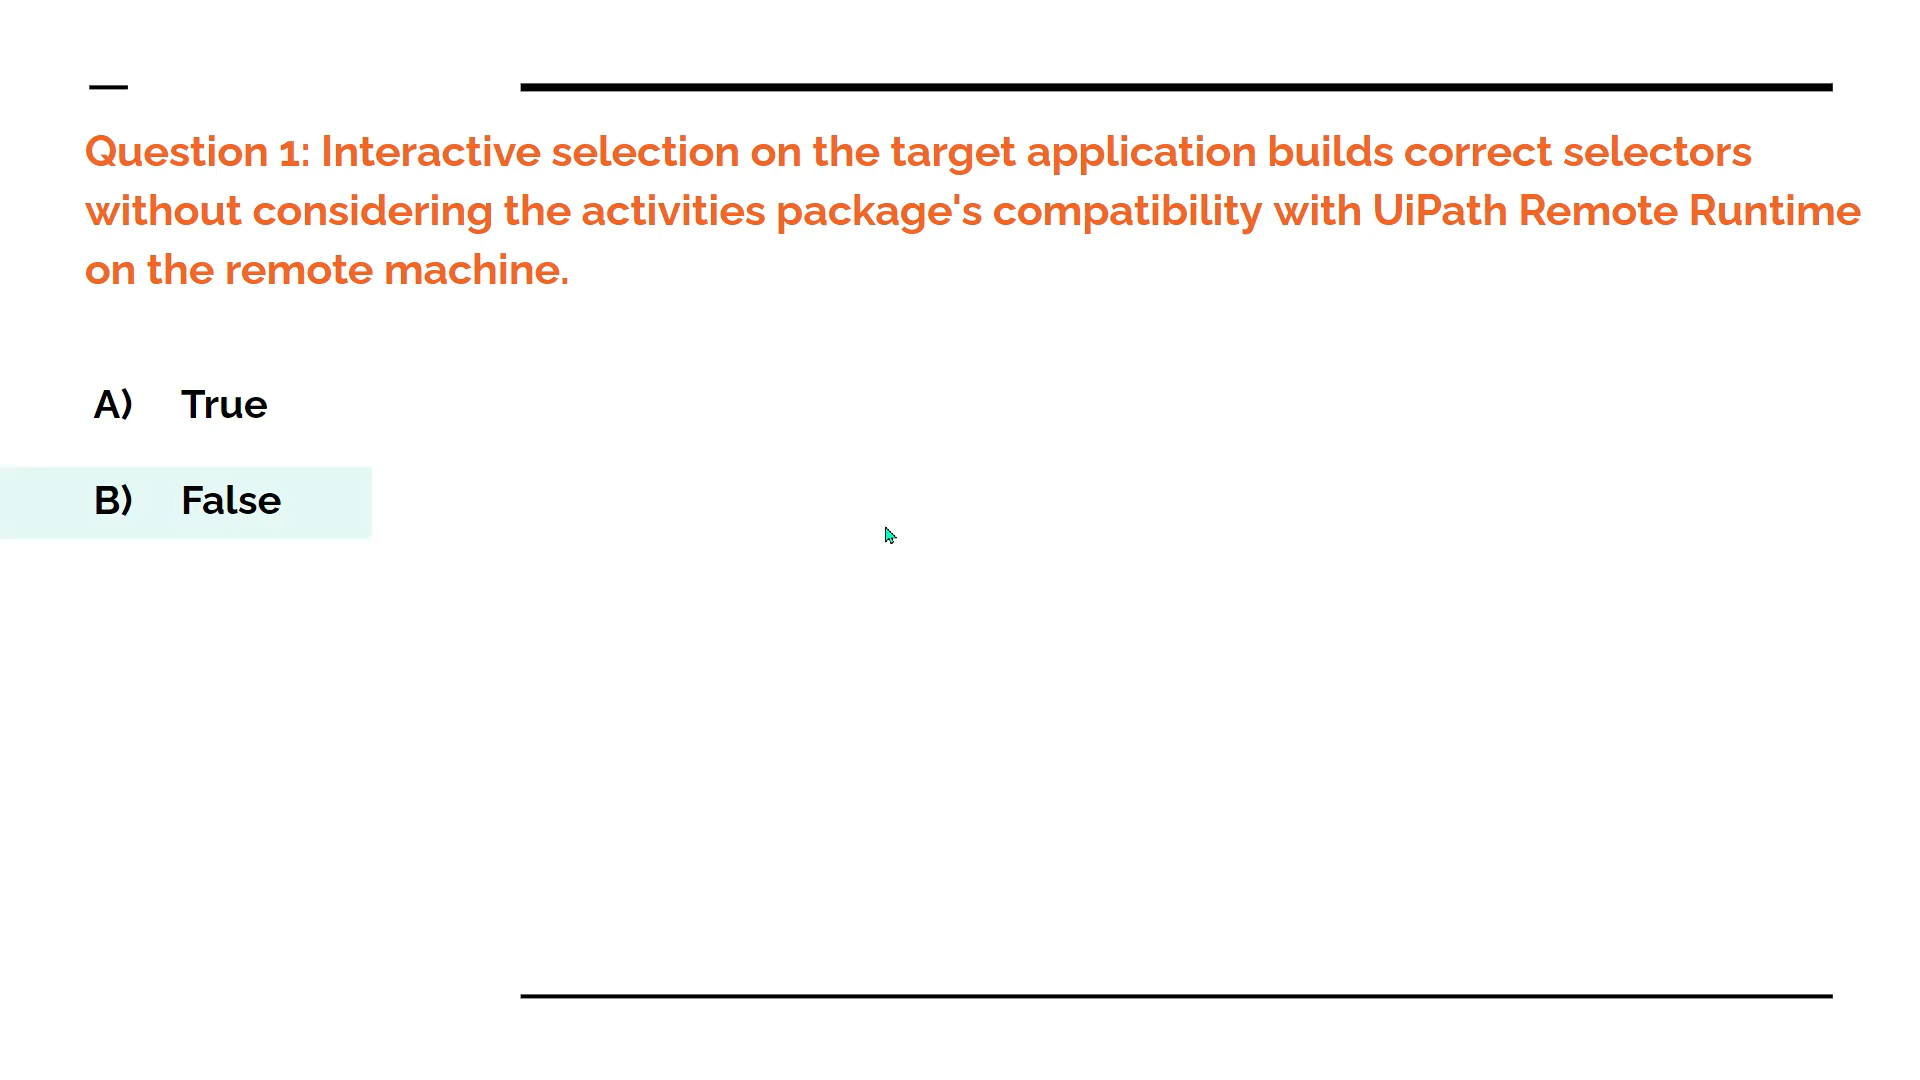 Question 1: Interactive selection on the target application builds correct selectors
without considering the activities package's compatibility with UiPath Remote Runtime
on the remote machine.
A) True
B) False